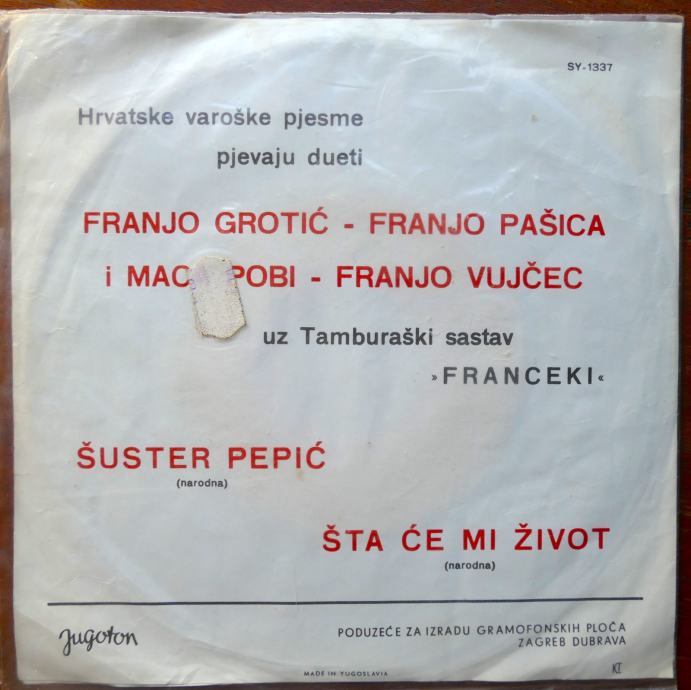 SY-1337
Hrvatske varoške pjesme
pjevaju dueti
FRANJO GROTIĆ - FRANJO PAŠICA
i - FRANJO VUJČEC
uz Tamburaški sastav
»FRANCEKI«
ŠUSTER PEPIĆ
(narodna)
ŠTA ĆE MI ŽIVOT
(narodna)
Jugoton
PODUZEĆE ZA IZRADU GRAMOFONSKIH PLOČA
ZAGREB DUBRAVA
MADE IN YUGOSLAVIA